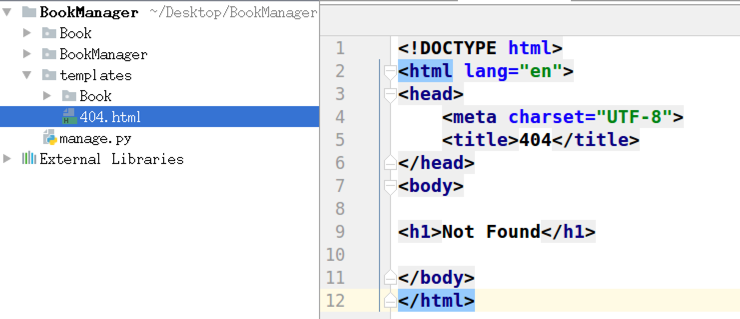 BookManager ~/Desktop/BookManager
Book
BookManager
templates
Book
404.html
manage.py
External Libraries
1 <!DOCTYPE html>
2 <html lang="en">
3 <head>
4 <meta charset="UTF-8">
5 <title>404</title>
6 </head>
7 <body>
8
9 <h1>Not Found</h1>
10
11 </body>
12 </html>